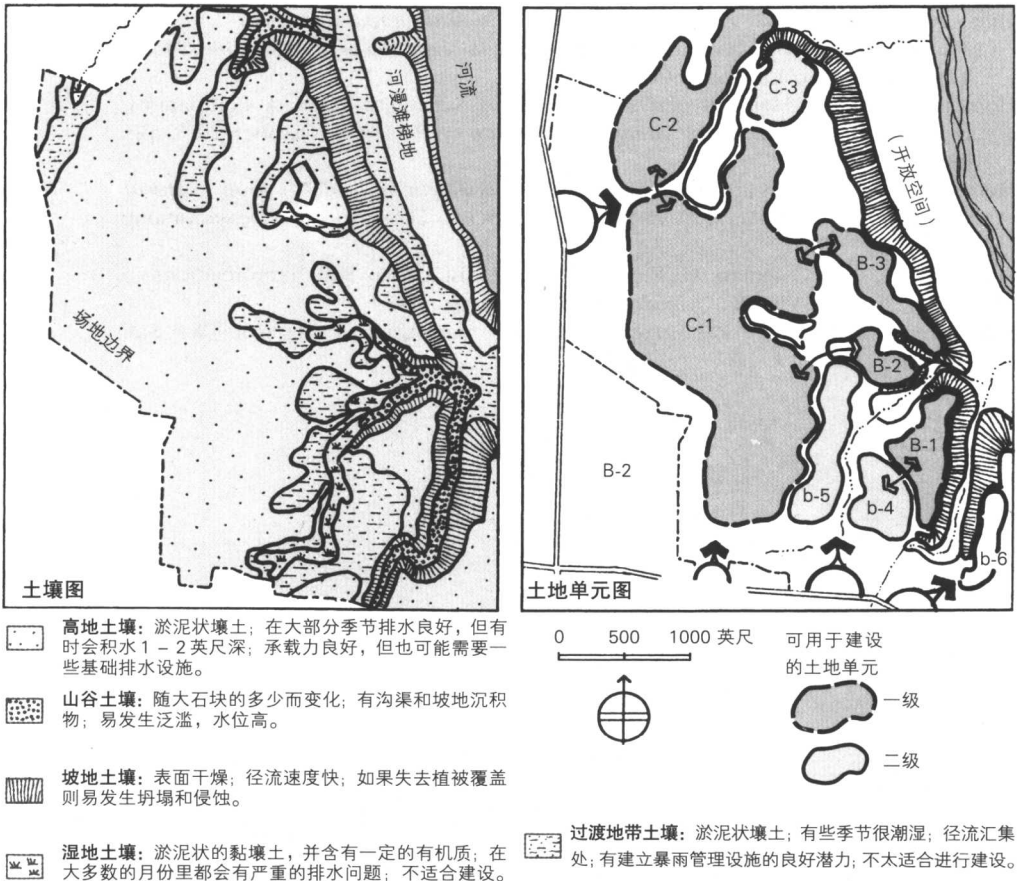 河流
河漫滩梯地
场地边界
土壤图
C-3
C-2
(开放空间)
B-3
C-1
B-2
B-1
B-2
b-5
b-4
b-6
土地单元图
高地土壤：淤泥状壤土；在大部分季节排水良好，但有
时会积水1－2英尺深；承载力良好，但也可能需要一
些基础排水设施。
山谷土壤：随大石块的多少而变化；有沟渠和坡地沉积
物；易发生泛滥，水位高。
坡地土壤：表面干燥；径流速度快；如果失去植被覆盖
则易发生坍塌和侵蚀。
湿地土壤：淤泥状的黏壤土，并含有一定的有机质；在
大多数的月份里都会有严重的排水问题；不适合建设。
0 500 1000 英尺
可用于建设
的土地单元
一级
二级
过渡地带土壤：淤泥状壤土；有些季节很潮湿；径流汇集
处；有建立暴雨管理设施的良好潜力；不太适合进行建设。